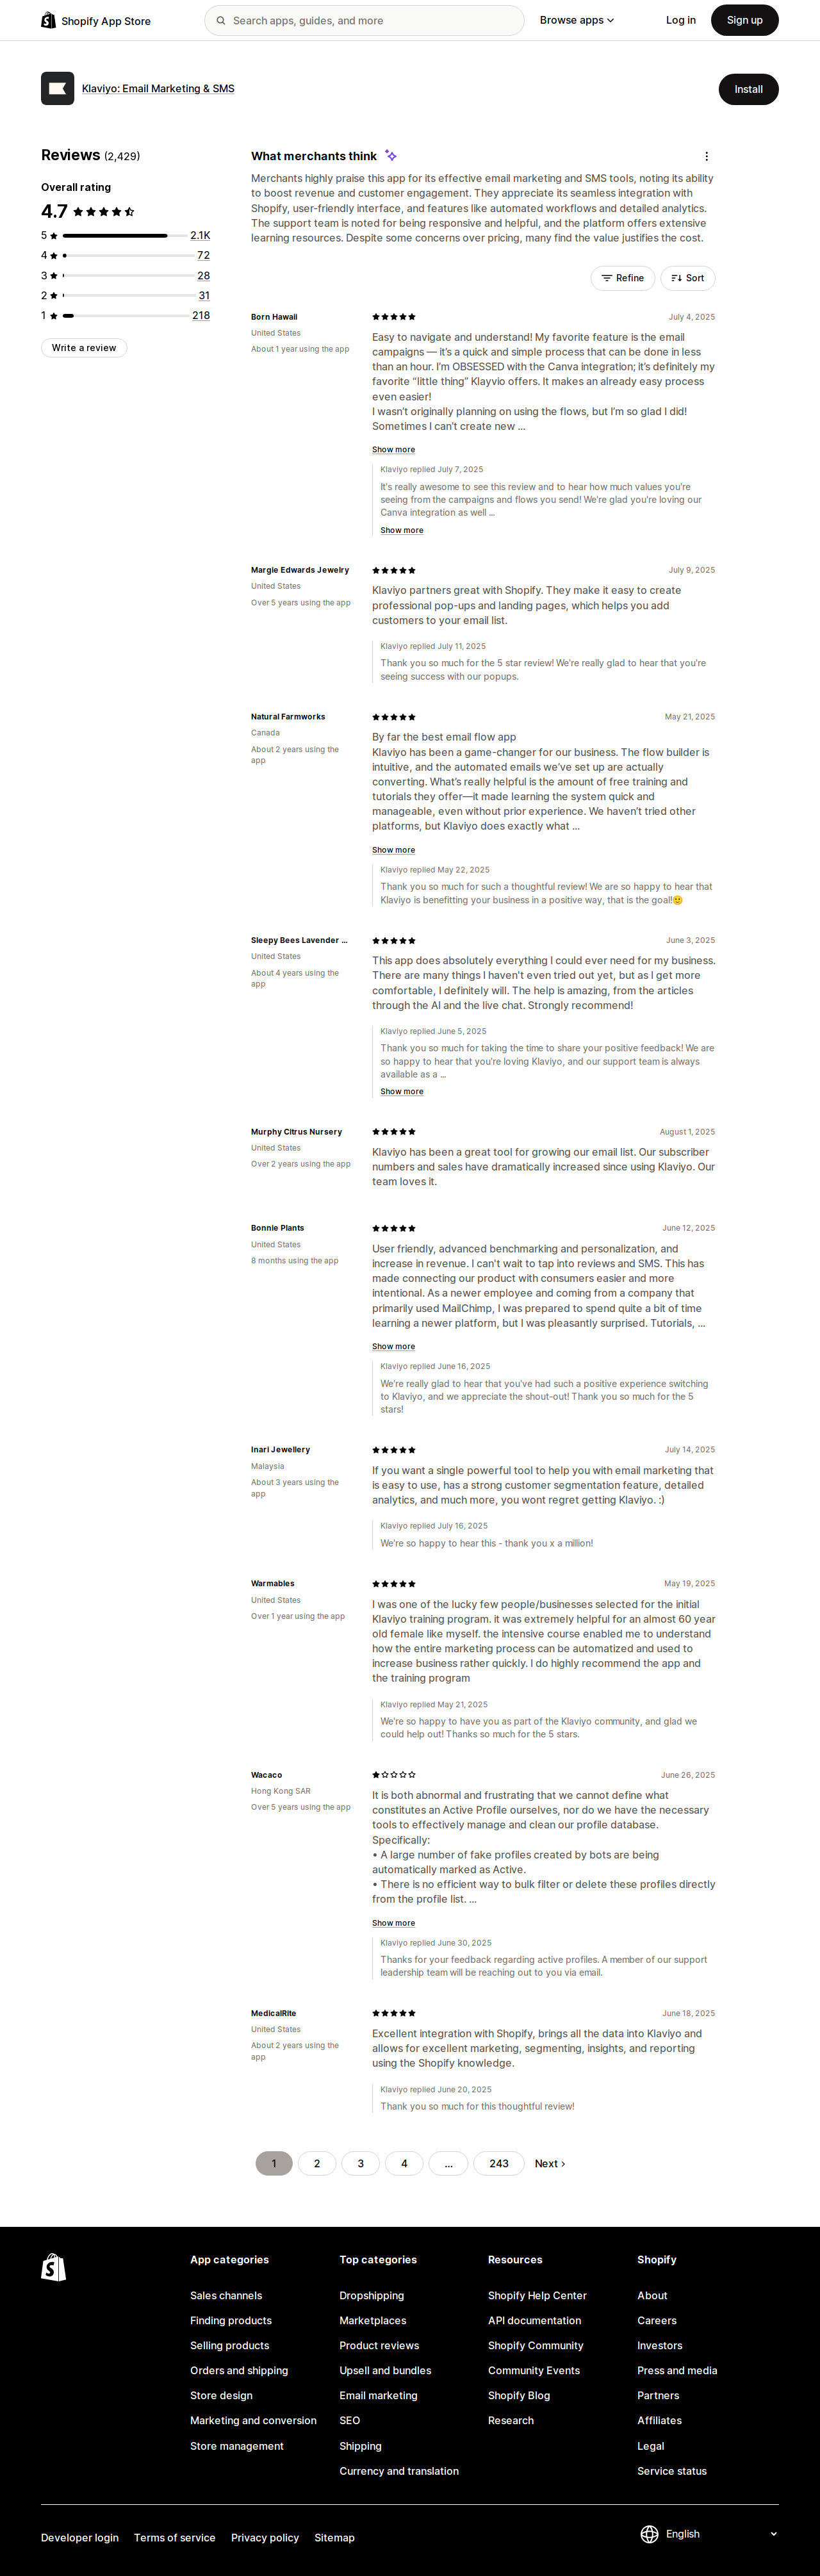 Shopify App Store
Search apps, guides, and more
Browse apps
Log in
Sign up
Klaviyo: Email Marketing & SMS
Install
Reviews (2,429)
Overall rating
4.7
5 2.1K
4 72
3 28
2 31
1 218
Write a review
What merchants think
Merchants highly praise this app for its effective email marketing and SMS tools, noting its ability
to boost revenue and customer engagement. They appreciate its seamless integration with
Shopify, user-friendly interface, and features like automated workflows and detailed analytics.
The support team is noted for being responsive and helpful, and the platform offers extensive
learning resources. Despite some concerns over pricing, many find the value justifies the cost.
Refine
Sort
Born Hawaii
United States
About 1 year using the app
July 4, 2025
Easy to navigate and understand! My favorite feature is the email
campaigns — it's a quick and simple process that can be done in less
than an hour. I'm OBSESSED with the Canva integration; it's definitely my
favorite "little thing" Klayvio offers. It makes an already easy process
even easier!
I wasn't originally planning on using the flows, but I'm so glad I did!
Sometimes I can't create new ...
Show more
Klaviyo replied July 7, 2025
It's really awesome to see this review and to hear how much values you're
seeing from the campaigns and flows you send! We're glad you're loving our
Canva integration as well ...
Show more
Margie Edwards Jewelry
United States
Over 5 years using the app
July 9, 2025
Klaviyo partners great with Shopify. They make it easy to create
professional pop-ups and landing pages, which helps you add
customers to your email list.
Klaviyo replied July 11, 2025
Thank you so much for the 5 star review! We're really glad to hear that you're
seeing success with our popups.
Natural Farmworks
Canada
About 2 years using the
app
May 21, 2025
By far the best email flow app
Klaviyo has been a game-changer for our business. The flow builder is
intuitive, and the automated emails we've set up are actually
converting. What's really helpful is the amount of free training and
tutorials they offer—it made learning the system quick and
manageable, even without prior experience. We haven't tried other
platforms, but Klaviyo does exactly what ...
Show more
Klaviyo replied May 22, 2025
Thank you so much for such a thoughtful review! We are so happy to hear that
Klaviyo is benefitting your business in a positive way, that is the goal!🙂
Sleepy Bees Lavender ...
United States
About 4 years using the
app
June 3, 2025
This app does absolutely everything I could ever need for my business.
There are many things I haven't even tried out yet, but as I get more
comfortable, I definitely will. The help is amazing, from the articles
through the AI and the live chat. Strongly recommend!
Klaviyo replied June 5, 2025
Thank you so much for taking the time to share your positive feedback! We are
so happy to hear that you're loving Klaviyo, and our support team is always
available as a ...
Show more
Murphy Citrus Nursery
United States
Over 2 years using the app
August 1, 2025
Klaviyo has been a great tool for growing our email list. Our subscriber
numbers and sales have dramatically increased since using Klaviyo. Our
team loves it.
Bonnie Plants
United States
8 months using the app
June 12, 2025
User friendly, advanced benchmarking and personalization, and
increase in revenue. I can't wait to tap into reviews and SMS. This has
made connecting our product with consumers easier and more
intentional. As a newer employee and coming from a company that
primarily used MailChimp, I was prepared to spend quite a bit of time
learning a newer platform, but I was pleasantly surprised. Tutorials, ...
Show more
Klaviyo replied June 16, 2025
We're really glad to hear that you've had such a positive experience switching
to Klaviyo, and we appreciate the shout-out! Thank you so much for the 5
stars!
Inari Jewellery
Malaysia
About 3 years using the
app
July 14, 2025
If you want a single powerful tool to help you with email marketing that
is easy to use, has a strong customer segmentation feature, detailed
analytics, and much more, you wont regret getting Klaviyo. :)
Klaviyo replied July 16, 2025
We're so happy to hear this - thank you x a million!
Warmables
United States
Over 1 year using the app
May 19, 2025
I was one of the lucky few people/businesses selected for the initial
Klaviyo training program. it was extremely helpful for an almost 60 year
old female like myself. the intensive course enabled me to understand
how the entire marketing process can be automatized and used to
increase business rather quickly. I do highly recommend the app and
the training program
Klaviyo replied May 21, 2025
We're so happy to have you as part of the Klaviyo community, and glad we
could help out! Thanks so much for the 5 stars.
Wacaco
Hong Kong SAR
Over 5 years using the app
June 26, 2025
It is both abnormal and frustrating that we cannot define what
constitutes an Active Profile ourselves, nor do we have the necessary
tools to effectively manage and clean our profile database.
Specifically:
• A large number of fake profiles created by bots are being
automatically marked as Active.
• There is no efficient way to bulk filter or delete these profiles directly
from the profile list. ...
Show more
Klaviyo replied June 30, 2025
Thanks for your feedback regarding active profiles. A member of our support
leadership team will be reaching out to you via email.
MedicalRite
United States
About 2 years using the
app
June 18, 2025
Excellent integration with Shopify, brings all the data into Klaviyo and
allows for excellent marketing, segmenting, insights, and reporting
using the Shopify knowledge.
Klaviyo replied June 20, 2025
Thank you so much for this thoughtful review!
1 2 3 4 ... 243 Next
App categories
Sales channels
Finding products
Selling products
Orders and shipping
Store design
Marketing and conversion
Store management
Top categories
Dropshipping
Marketplaces
Product reviews
Upsell and bundles
Email marketing
SEO
Shipping
Currency and translation
Resources
Shopify Help Center
API documentation
Shopify Community
Community Events
Shopify Blog
Research
Shopify
About
Careers
Investors
Press and media
Partners
Affiliates
Legal
Service status
Developer login
Terms of service
Privacy policy
Sitemap
English